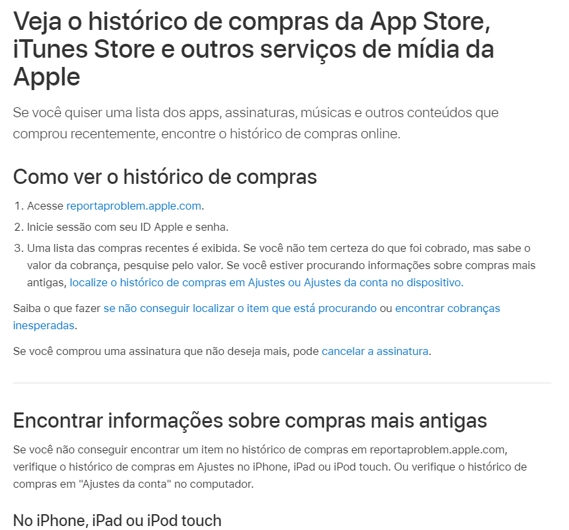 Veja o histórico de compras da App Store,
iTunes Store e outros serviços de mídia da
Apple
Se você quiser uma lista dos apps, assinaturas, músicas e outros conteúdos que
comprou recentemente, encontre o histórico de compras online.
Como ver o histórico de compras
1. Acesse reportaproblem.apple.com.
2. Inicie sessão com seu ID Apple e senha.
3. Uma lista das compras recentes é exibida. Se você não tem certeza do que foi cobrado, mas sabe o
valor da cobrança, pesquise pelo valor. Se você estiver procurando informações sobre compras mais
antigas, localize o histórico de compras em Ajustes ou Ajustes da conta no dispositivo.
Saiba o que fazer se não conseguir localizar o item que está procurando ou encontrar cobranças
inesperadas.
Se você comprou uma assinatura que não deseja mais, pode cancelar a assinatura.
Encontrar informações sobre compras mais antigas
Se você não conseguir encontrar um item no histórico de compras em reportaproblem.apple.com,
verifique o histórico de compras em Ajustes no iPhone, iPad ou iPod touch. Ou verifique o histórico de
compras em "Ajustes da conta" no computador.
No iPhone, iPad ou iPod touch